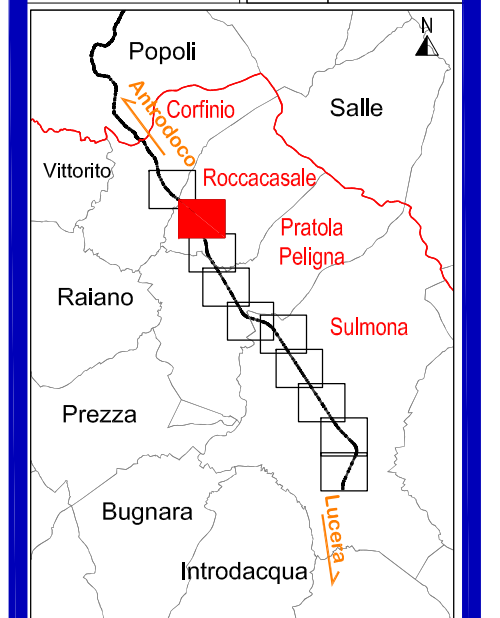 N
Popoli
Antrodoco
Corfinio
Salle
Vittorito
Roccacasale
Pratola
Peligna
Raiano
Sulmona
Prezza
Bugnara
Lucera
Introdacqua